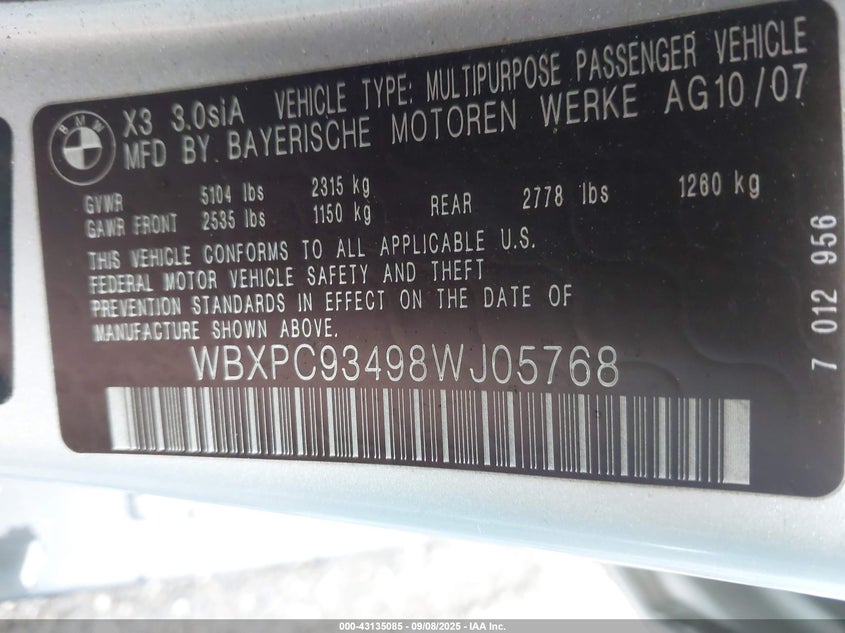 BMW
X3 3.0siA VEHICLE TYPE: MULTIPURPOSE PASSENGER VEHICLE
MFD BY BAYERISCHE MOTOREN WERKE AG10/07
GVWR 5104 lbs 2315 kg
GAWR FRONT 2535 lbs 1150 kg REAR 2778 lbs 1260 kg
THIS VEHICLE CONFORMS TO ALL APPLICABLE U.S.
FEDERAL MOTOR VEHICLE SAFETY AND THEFT
PREVENTION STANDARDS IN EFFECT ON THE DATE OF
MANUFACTURE SHOWN ABOVE.
WBXPC93498WJ05768
7 012 956
000-43135085 - 09/08/2025 - IAA Inc.